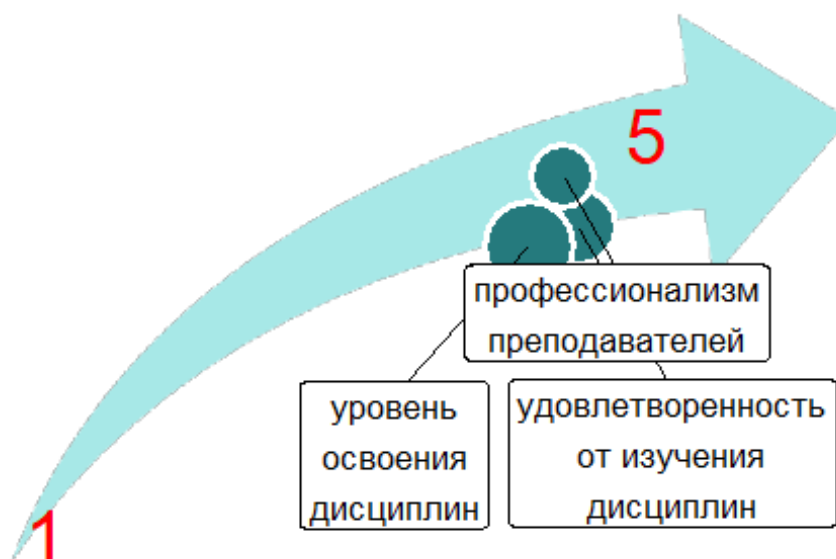 5
профессионализм
преподавателей
уровень
освоения
дисциплин
удовлетворенность
от изучения
дисциплин
1